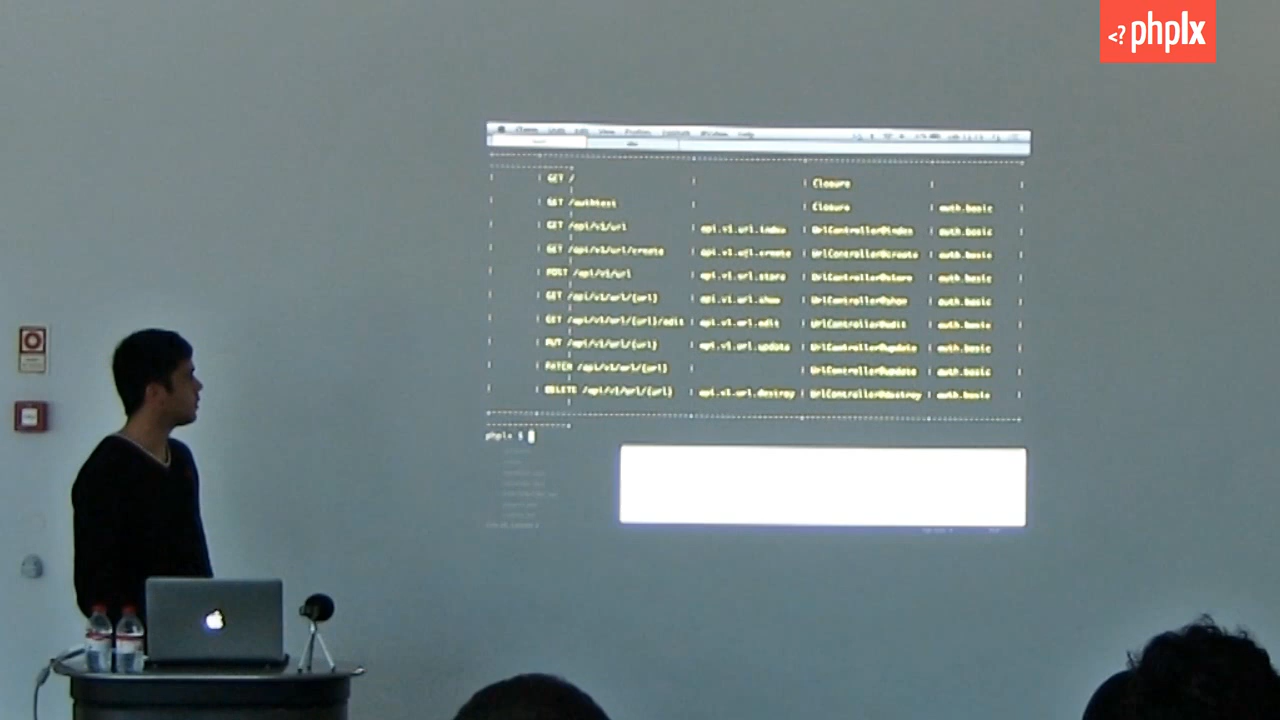 <? phplx
GET /
Closure
GET /authtest
Closure
auth.basic
GET /api/v1/url
api.v1.url.index
UrlController@index
auth.basic
GET /api/v1/url/create
api.v1.url.create
UrlController@create
auth.basic
POST /api/v1/url
api.v1.url.store
UrlController@store
auth.basic
GET /api/v1/url/{url}
api.v1.url.show
UrlController@show
auth.basic
GET /api/v1/url/{url}/edit
api.v1.url.edit
UrlController@edit
auth.basic
PUT /api/v1/url/{url}
api.v1.url.update
UrlController@update
auth.basic
PATCH /api/v1/url/{url}
UrlController@update
auth.basic
DELETE /api/v1/url/{url}
api.v1.url.destroy
UrlController@destroy
auth.basic
phplx $